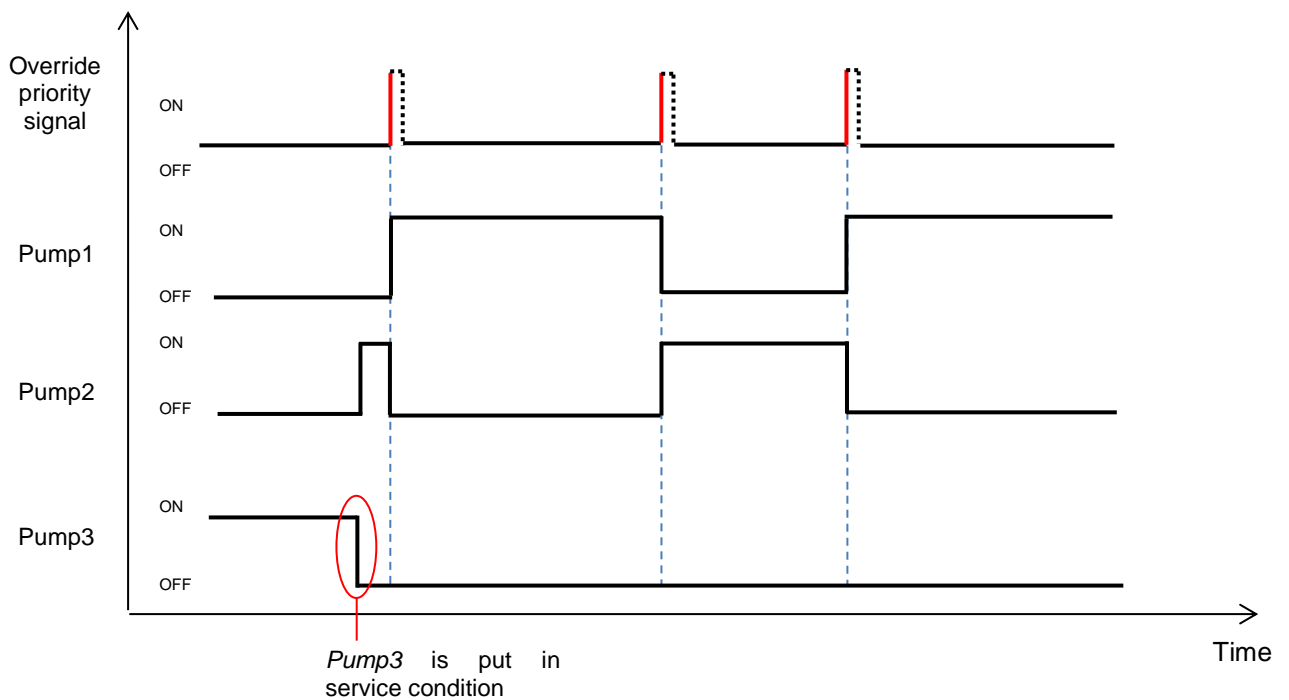 Override
priority
signal
ON
OFF
ON
Pump1
OFF
ON
Pump2
OFF
ON
Pump3
OFF
Time
Pump3 is put in
service condition